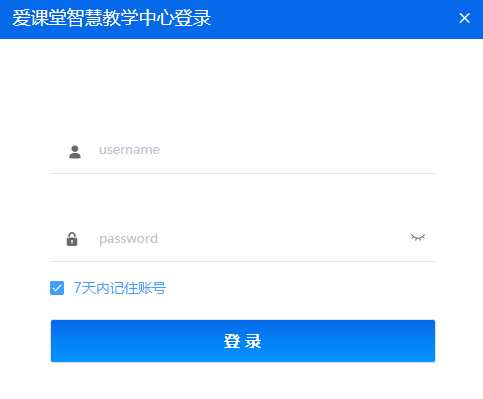 爱课堂智慧教学中心登录
username
password
7天内记住账号
登 录